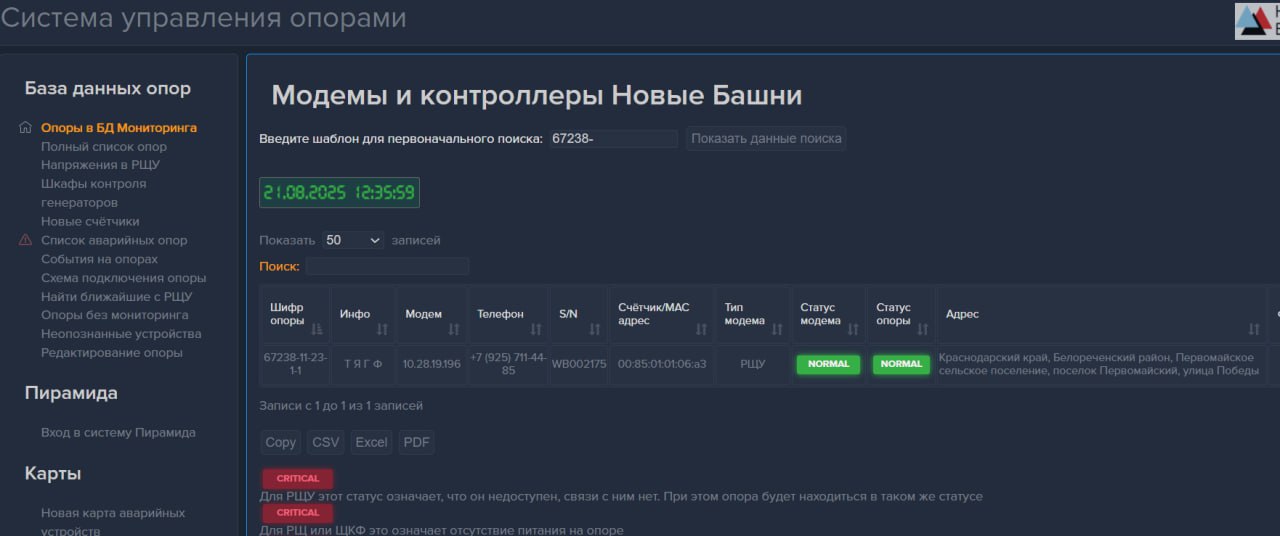 Система управления опорами
База данных опор
Опоры в БД Мониторинга
Полный список опор
Напряжения в РЩУ
Шкафы контроля
генераторов
Новые счётчики
Список аварийных опор
События на опорах
Схема подключения опоры
Найти ближайшие с РЩУ
Опоры без мониторинга
Неопознанные устройства
Редактирование опоры
Пирамида
Вход в систему Пирамида
Карты
Новая карта аварийных
устройств
Модемы и контроллеры Новые Башни
Введите шаблон для первоначального поиска: 67238- Показать данные поиска
21.08.2025 12:35:59
Показать 50 записей
Поиск:
Шифр опоры Инфо Модем Телефон S/N Счётчик/MAC адрес Тип модема Статус модема Статус опоры Адрес
67238-11-23-1-1 Т Я Г Ф 10.28.19.196 +7 (925) 711-44-85 WB002175 00:85:01:01:06:a3 РЩУ NORMAL NORMAL Краснодарский край, Белореченский район, Первомайское сельское поселение, поселок Первомайский, улица Победы
Записи с 1 до 1 из 1 записей
Copy CSV Excel PDF
CRITICAL
Для РЩУ этот статус означает, что он недоступен, связи с ним нет. При этом опора будет находиться в таком же статусе
CRITICAL
Для РЩ или ЩКФ это означает отсутствие питания на опоре